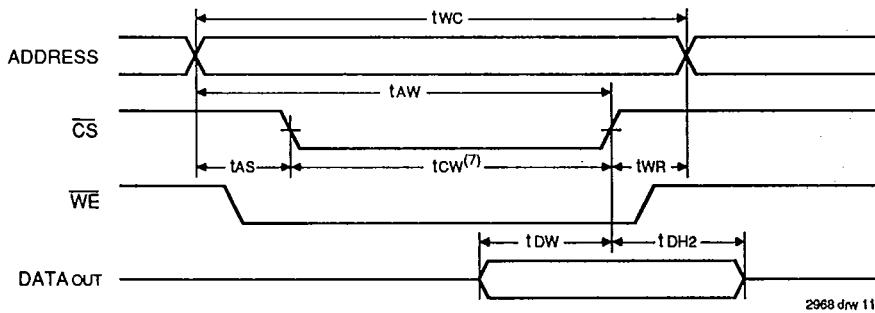 tWC
ADDRESS
tAW
CS
tAS
tCW(7)
tWR
WE
tDW
tDH2
DATA OUT
2968 drw 11